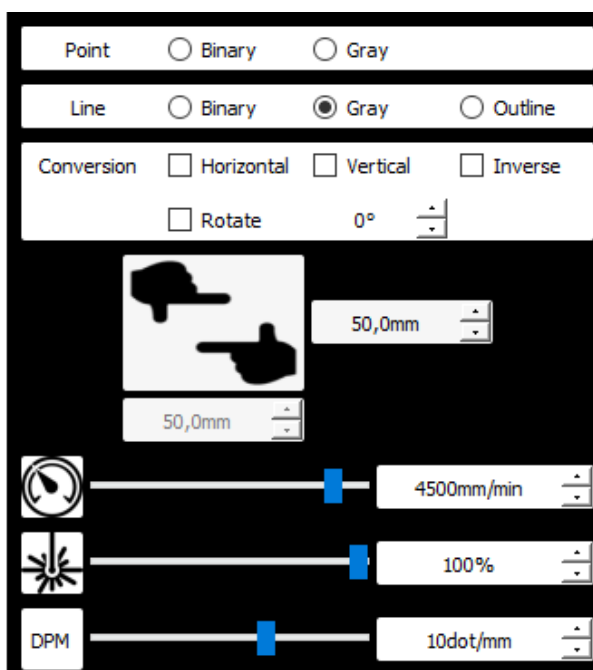 Point Binary Gray
Line Binary Gray Outline
Conversion Horizontal Vertical Inverse
Rotate 0°
50,0mm
50,0mm
4500mm/min
100%
DPM 10dot/mm